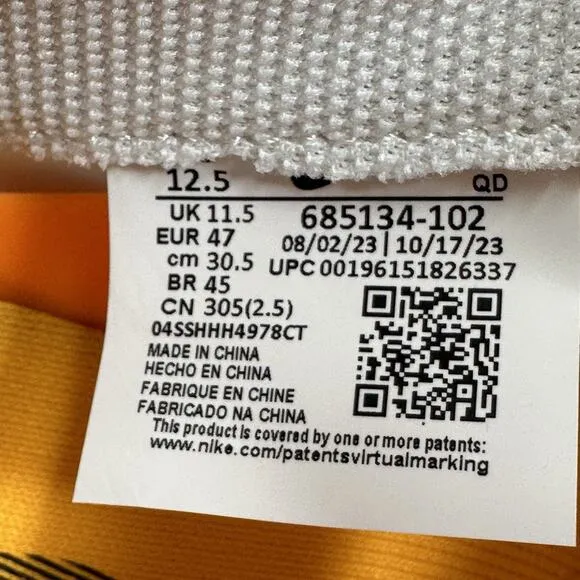 12.5
QD
UK 11.5
685134-102
EUR 47
08/02/23 | 10/17/23
cm 30.5
UPC 00196151826337
BR 45
CN 305(2.5)
04SSHHH4978CT
MADE IN CHINA
HECHO EN CHINA
FABRIQUE EN CHINE
FABRICADO NA CHINA
This product is covered by one or more patents:
www.nike.com/patentsvirtualmarking